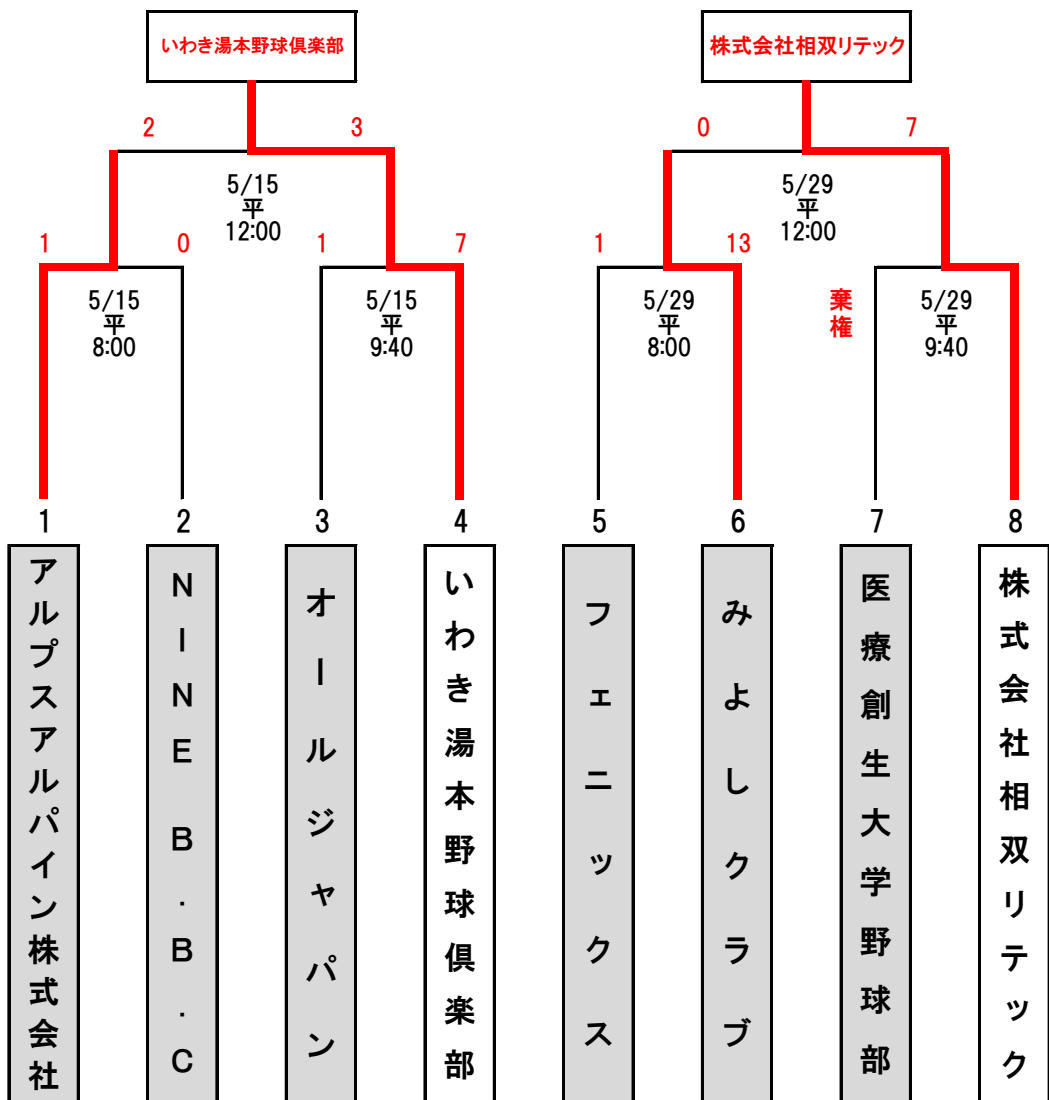 いわき湯本野球倶楽部
株式会社相双リテック
2
3
0
7
5/15
平
12:00
5/29
平
12:00
1
0
1
7
1
13
5/15
平
8:00
5/15
平
9:40
5/29
平
8:00
棄権
5/29
平
9:40
1
2
3
4
5
6
7
8
アルプスアルパイン株式会社
NINE B.B.C
オールジャパン
いわき湯本野球倶楽部
フェニックス
みよしクラブ
医療創生大学野球部
株式会社相双リテック